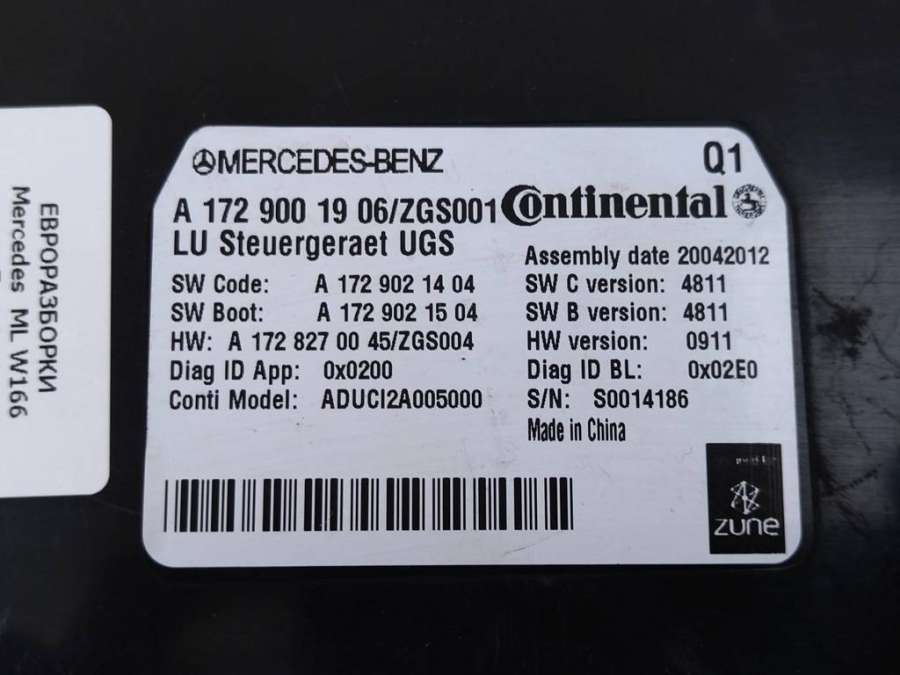 ЕВРОРАЗБОРКИ
Mercedes ML W166
MERCEDES-BENZ
Q1
A 172 900 19 06/ZGS001
Continental
LU Steuergeraet UGS
Assembly date 20042012
SW Code: A 172 902 14 04
SW C version: 4811
SW Boot: A 172 902 15 04
SW B version: 4811
HW: A 172 827 00 45/ZGS004
HW version: 0911
Diag ID App: 0x0200
Diag ID BL: 0x02E0
Conti Model: ADUCI2A005000
S/N: S0014186
Made in China
zune